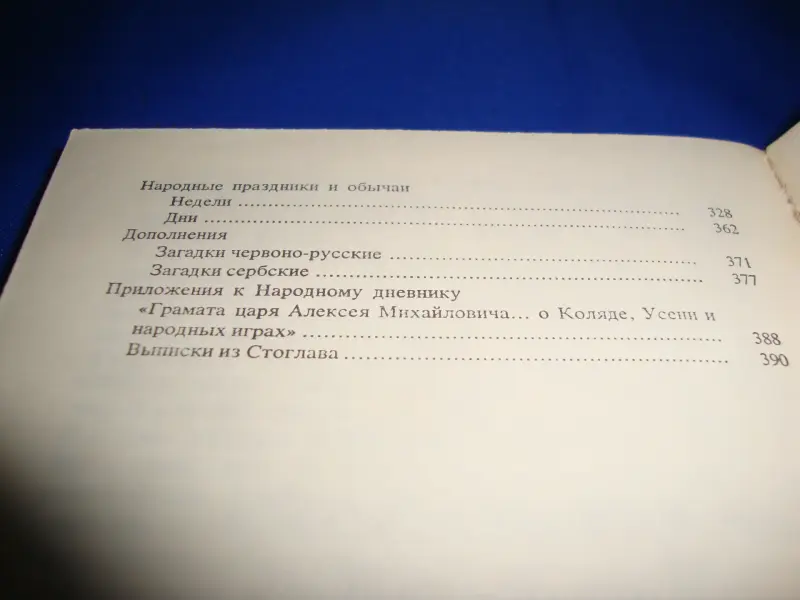 Народные праздники и обычаи
Недели ........................................................................ 328
Дни ........................................................................ 362
Дополнения
Загадки червоно-русские .............................................. 371
Загадки сербские ........................................................ 377
Приложения к Народному дневнику
«Грамата царя Алексея Михайловича... о Коляде, Усени и
народных играх» ........................................................ 388
Выписки из Стоглава .................................................... 390